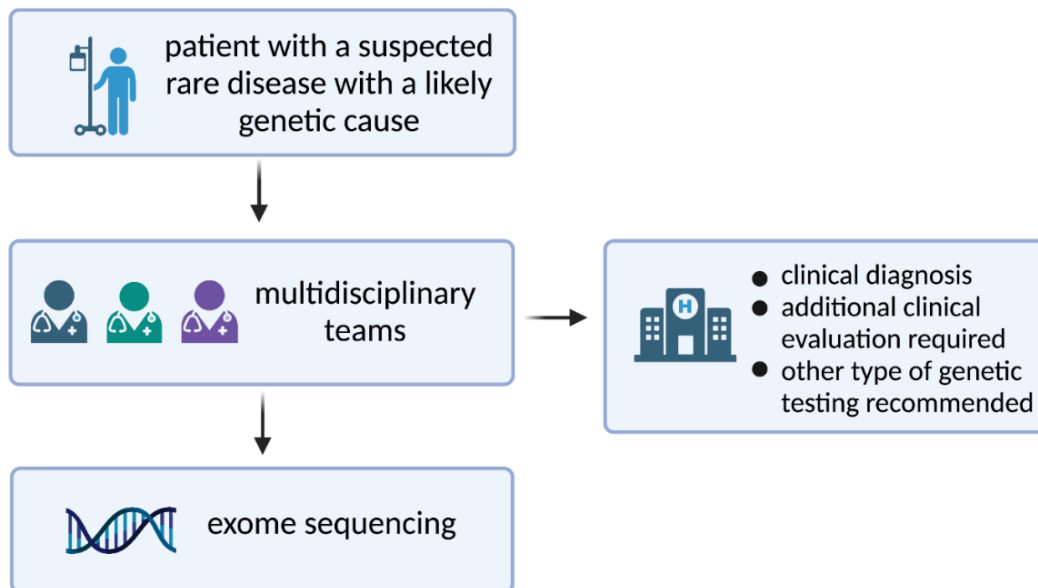 patient with a suspected
rare disease with a likely
genetic cause
multidisciplinary
teams
H
● clinical diagnosis
● additional clinical
evaluation required
● other type of genetic
testing recommended
exome sequencing